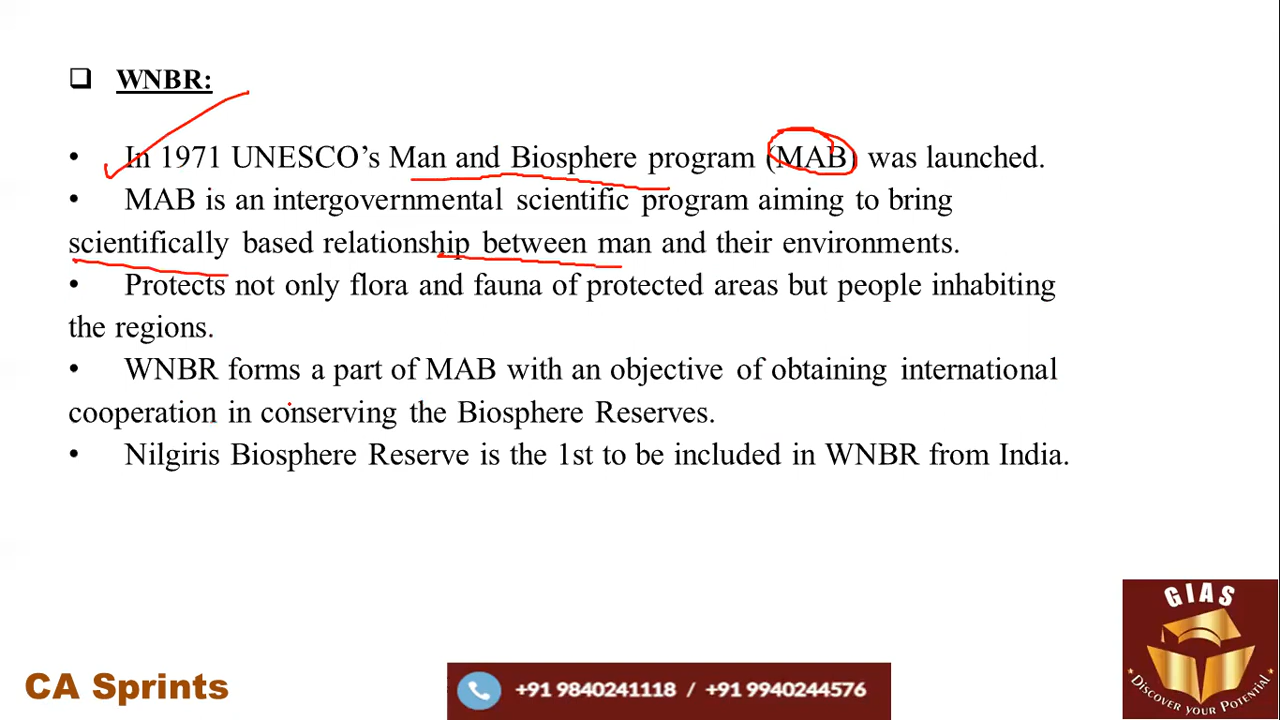 ❑ WNBR:
• In 1971 UNESCO’s Man and Biosphere program (MAB) was launched.
• MAB is an intergovernmental scientific program aiming to bring
scientifically based relationship between man and their environments.
• Protects not only flora and fauna of protected areas but people inhabiting
the regions.
• WNBR forms a part of MAB with an objective of obtaining international
cooperation in conserving the Biosphere Reserves.
• Nilgiris Biosphere Reserve is the 1st to be included in WNBR from India.
GIAS
DISCOVER YOUR POTENTIAL
CA Sprints
+91 9840241118 / +91 9940244576